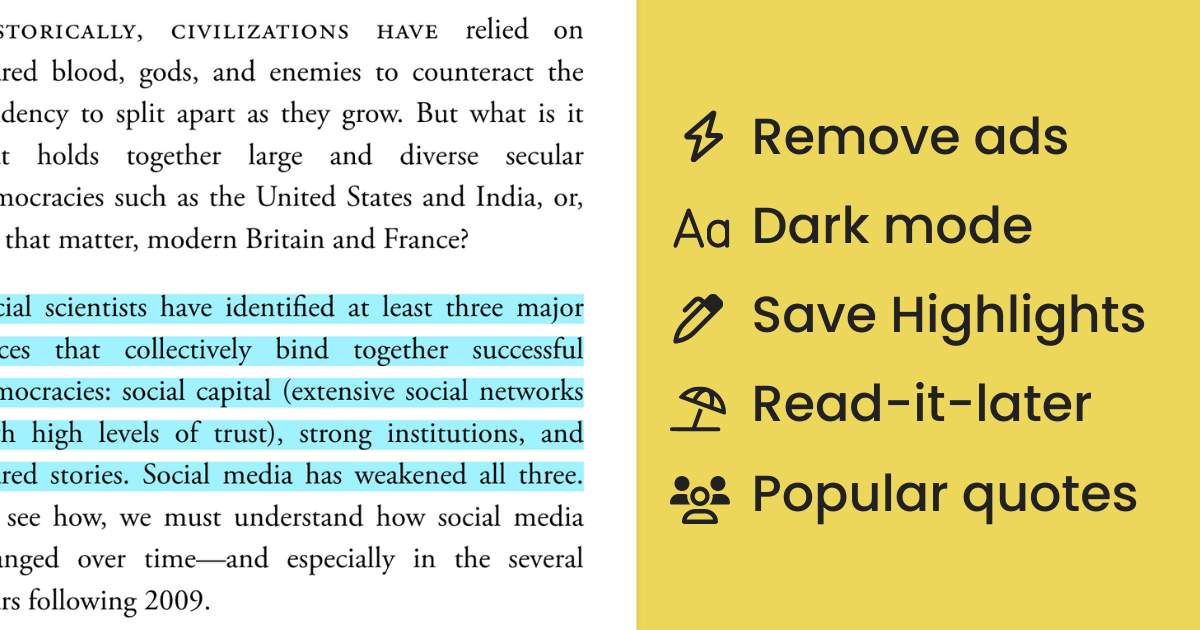 STORICALLY, CIVILIZATIONS HAVE relied on
red blood, gods, and enemies to counteract the
dency to split apart as they grow. But what is it
t holds together large and diverse secular
mocracies such as the United States and India, or,
that matter, modern Britain and France?
cial scientists have identified at least three major
ces that collectively bind together successful
mocracies: social capital (extensive social networks
h high levels of trust), strong institutions, and
red stories. Social media has weakened all three.
see how, we must understand how social media
anged over time—and especially in the several
rs following 2009.
Remove ads
Aa Dark mode
Save Highlights
Read-it-later
Popular quotes